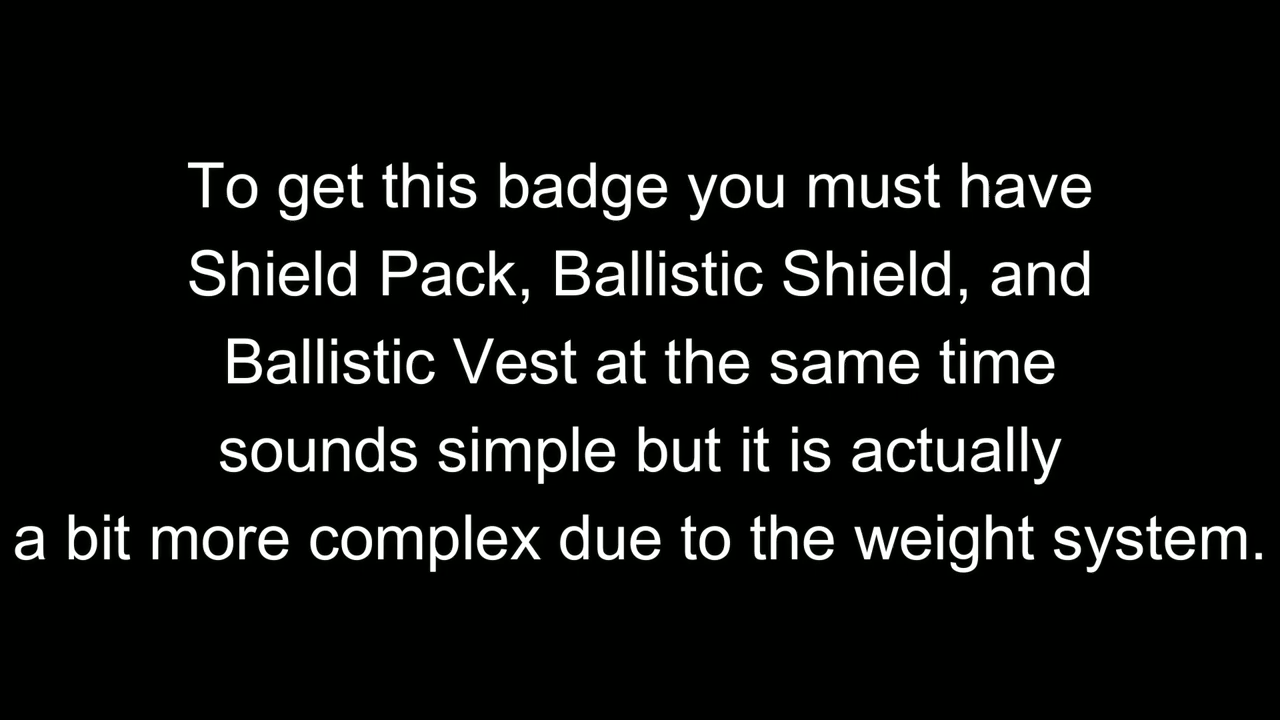 To get this badge you must have
Shield Pack, Ballistic Shield, and
Ballistic Vest at the same time
sounds simple but it is actually
a bit more complex due to the weight system.